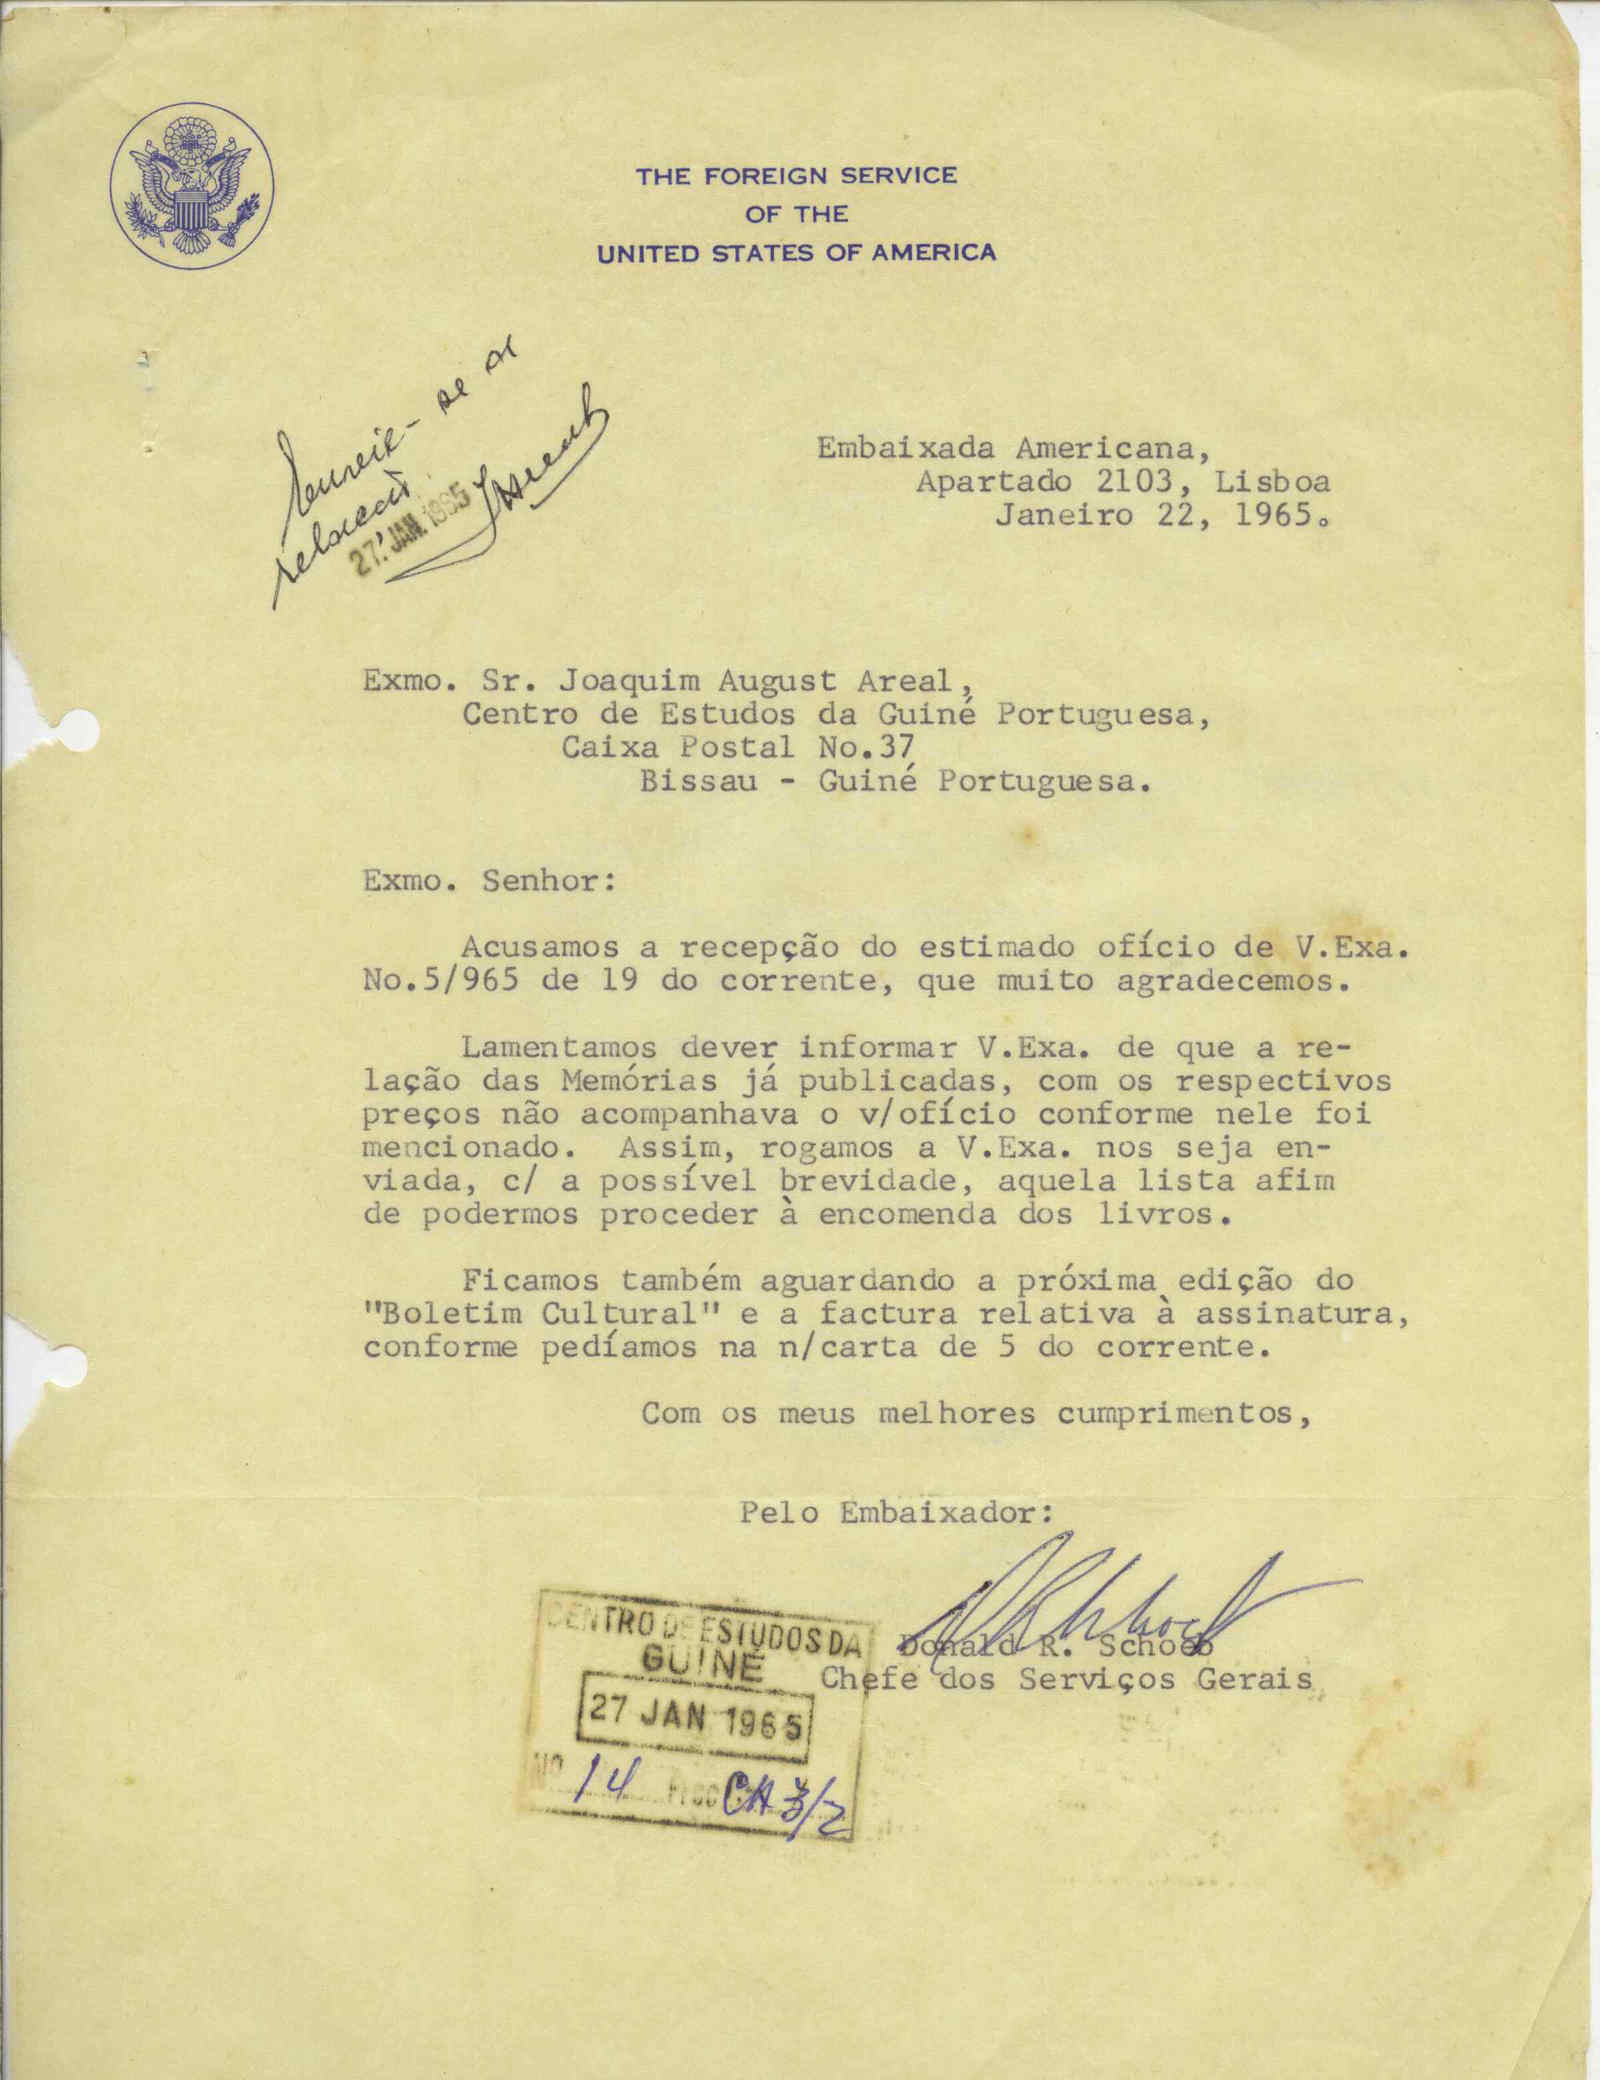 THE FOREIGN SERVICE
OF THE
UNITED STATES OF AMERICA
-se a
relação
27. JAN. 1965
Embaixada Americana,
Apartado 2103, Lisboa
Janeiro 22, 1965.
Exmo. Sr. Joaquim August Areal,
Centro de Estudos da Guiné Portuguesa,
Caixa Postal No.37
Bissau - Guiné Portuguesa.
Exmo. Senhor:
Acusamos a recepção do estimado ofício de V.Exa.
No.5/965 de 19 do corrente, que muito agradecemos.
Lamentamos dever informar V.Exa. de que a re-
lação das Memórias já publicadas, com os respectivos
preços não acompanhava o v/ofício conforme nele foi
mencionado. Assim, rogamos a V.Exa. nos seja en-
viada, c/ a possível brevidade, aquela lista afim
de podermos proceder à encomenda dos livros.
Ficamos também aguardando a próxima edição do
"Boletim Cultural" e a factura relativa à assinatura,
conforme pedíamos na n/carta de 5 do corrente.
Com os meus melhores cumprimentos,
Pelo Embaixador:
Donald R. Schoeb
Chefe dos Serviços Gerais
CENTRO DE ESTUDOS DA
GUINÉ
27 JAN 1965
Nº 14 CA 3/2